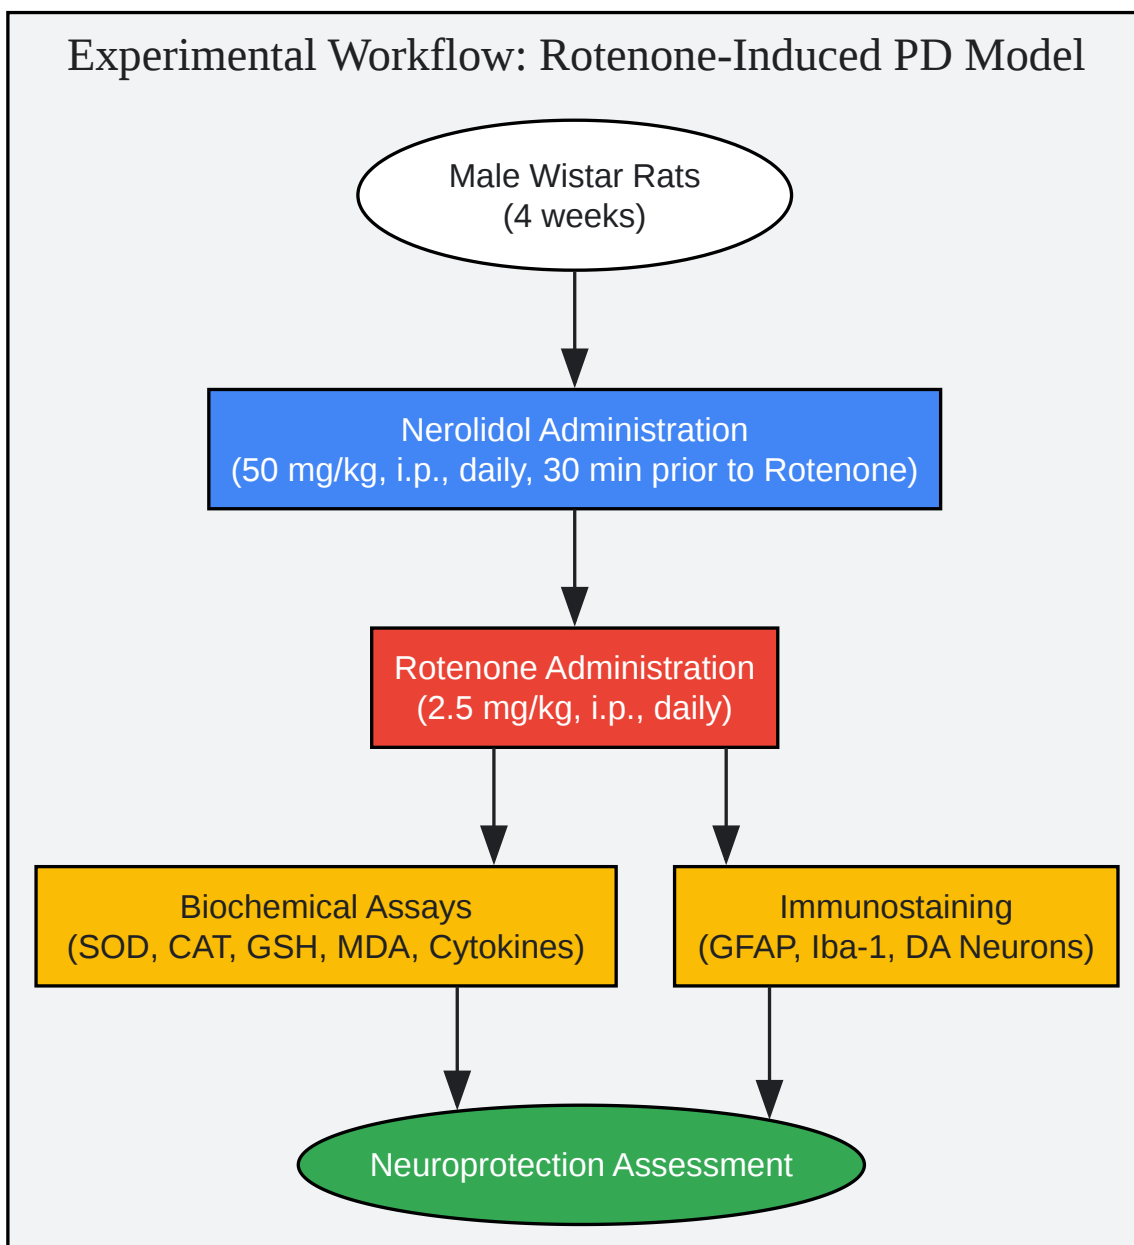 Experimental Workflow: Rotenone-Induced PD Model
Male Wistar Rats
(4 weeks)
Nerolidol Administration
(50 mg/kg, i.p., daily, 30 min prior to Rotenone)
Rotenone Administration
(2.5 mg/kg, i.p., daily)
Biochemical Assays
(SOD, CAT, GSH, MDA, Cytokines)
Immunostaining
(GFAP, Iba-1, DA Neurons)
Neuroprotection Assessment